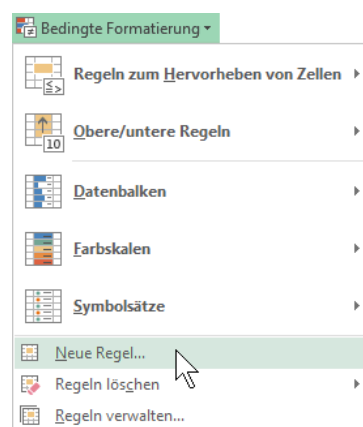 Bedingte Formatierung
≤ >
Regeln zum Hervorheben von Zellen
10
Obere/untere Regeln
Datenbalken
Farbskalen
Symbolsätze
Neue Regel...
Regeln löschen
Regeln verwalten...